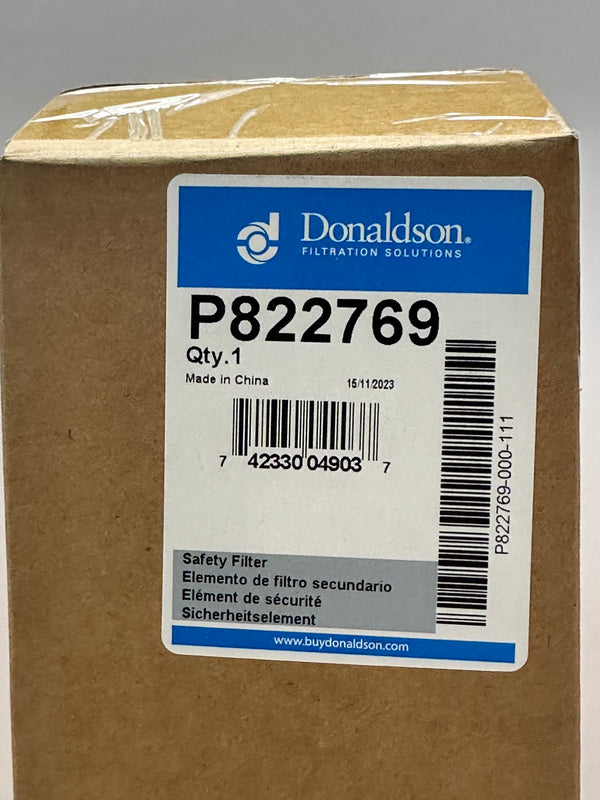 Donaldson®
FILTRATION SOLUTIONS
P822769
Qty.1
Made in China 15/11/2023
7 42330 04903 7
P822769-000-111
Safety Filter
Elemento de filtro secundario
Elément de sécurité
Sicherheitselement
www.buydonaldson.com